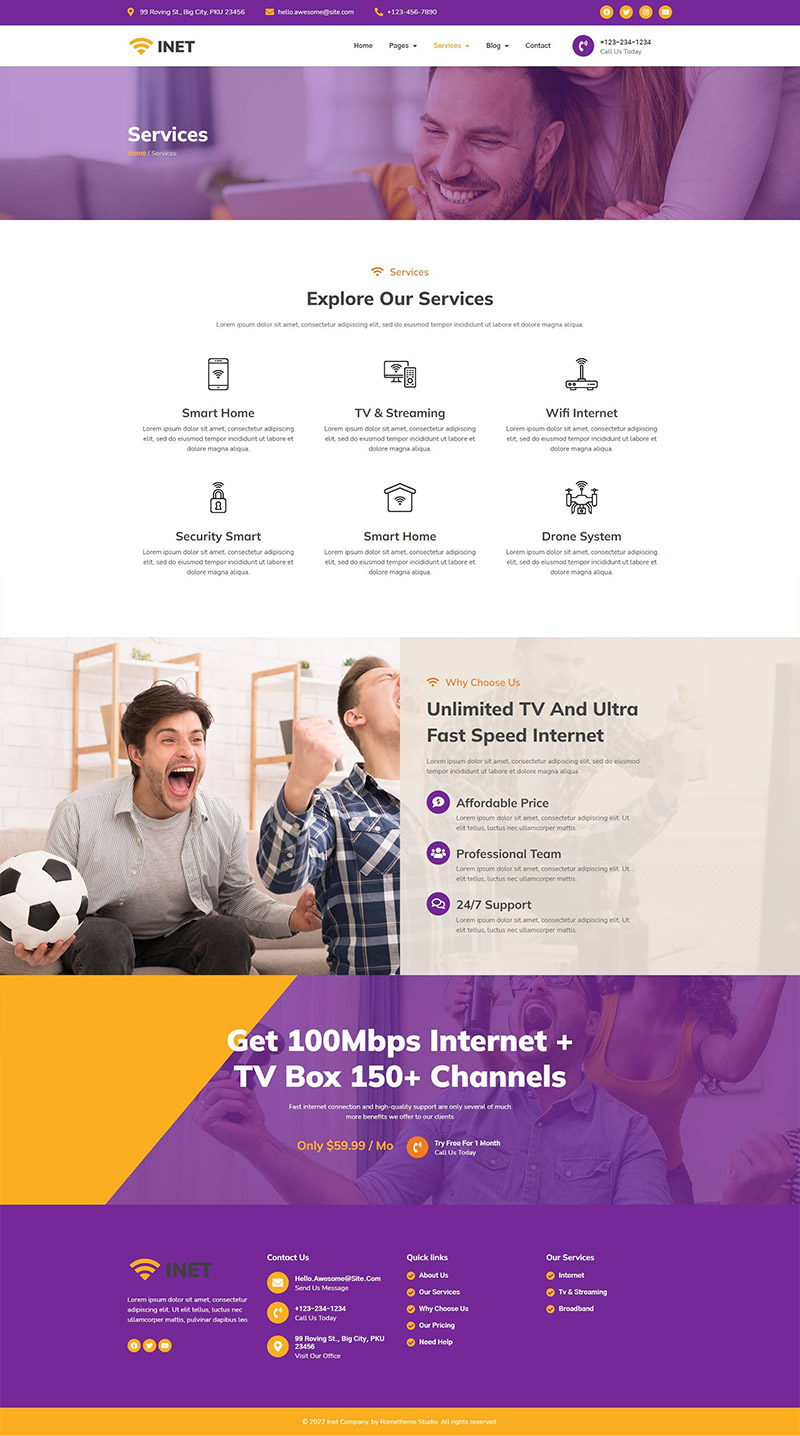 99 Roving St., Big City, PKU 23456
hello.awesome@site.com
+123-456-7890
INET
Home
Pages
Services
Blog
Contact
+123-234-1234
Call Us Today
Services
Home / Services
Services
Explore Our Services
Lorem ipsum dolor sit amet, consectetur adipiscing elit, sed do eiusmod tempor incididunt ut labore et dolore magna aliqua.
Smart Home
Lorem ipsum dolor sit amet, consectetur adipiscing
elit, sed do eiusmod tempor incididunt ut labore et
dolore magna aliqua.
TV & Streaming
Lorem ipsum dolor sit amet, consectetur adipiscing
elit, sed do eiusmod tempor incididunt ut labore et
dolore magna aliqua.
Wifi Internet
Lorem ipsum dolor sit amet, consectetur adipiscing
elit, sed do eiusmod tempor incididunt ut labore et
dolore magna aliqua.
Security Smart
Lorem ipsum dolor sit amet, consectetur adipiscing
elit, sed do eiusmod tempor incididunt ut labore et
dolore magna aliqua.
Smart Home
Lorem ipsum dolor sit amet, consectetur adipiscing
elit, sed do eiusmod tempor incididunt ut labore et
dolore magna aliqua.
Drone System
Lorem ipsum dolor sit amet, consectetur adipiscing
elit, sed do eiusmod tempor incididunt ut labore et
dolore magna aliqua.
Why Choose Us
Unlimited TV And Ultra
Fast Speed Internet
Lorem ipsum dolor sit amet, consectetur adipiscing elit, sed do eiusmod
tempor incididunt ut labore et dolore magna aliqua.
Affordable Price
Lorem ipsum dolor sit amet, consectetur adipiscing elit. Ut
elit tellus, luctus nec ullamcorper mattis.
Professional Team
Lorem ipsum dolor sit amet, consectetur adipiscing elit. Ut
elit tellus, luctus nec ullamcorper mattis.
24/7 Support
Lorem ipsum dolor sit amet, consectetur adipiscing elit. Ut
elit tellus, luctus nec ullamcorper mattis.
Get 100Mbps Internet +
TV Box 150+ Channels
Fast internet connection and high-quality support are only several of much
more benefits we offer to our clients
Only $59.99 / Mo
Try Free For 1 Month
Call Us Today
INET
Lorem ipsum dolor sit amet, consectetur
adipiscing elit. Ut elit tellus, luctus nec
ullamcorper mattis, pulvinar dapibus leo.
Contact Us
Hello.Awesome@Site.Com
Send Us Message
+123-234-1234
Call Us Today
99 Roving St., Big City, PKU
23456
Visit Our Office
Quick links
About Us
Our Services
Why Choose Us
Our Pricing
Need Help
Our Services
Internet
Tv & Streaming
Broadband
© 2022 Inet Company. by Rometheme Studio. All rights reserved.